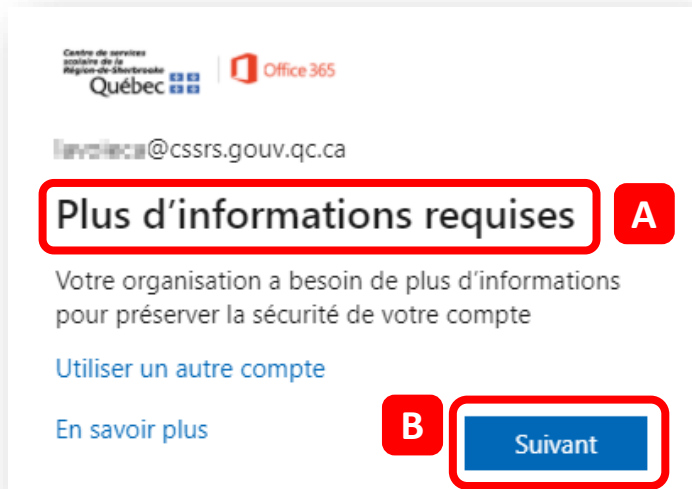 Centre de services
scolaire de la
Région-de-Sherbrooke
Québec
Office 365
@cssrs.gouv.qc.ca
Plus d’informations requises
A
Votre organisation a besoin de plus d’informations
pour préserver la sécurité de votre compte
Utiliser un autre compte
En savoir plus
B
Suivant